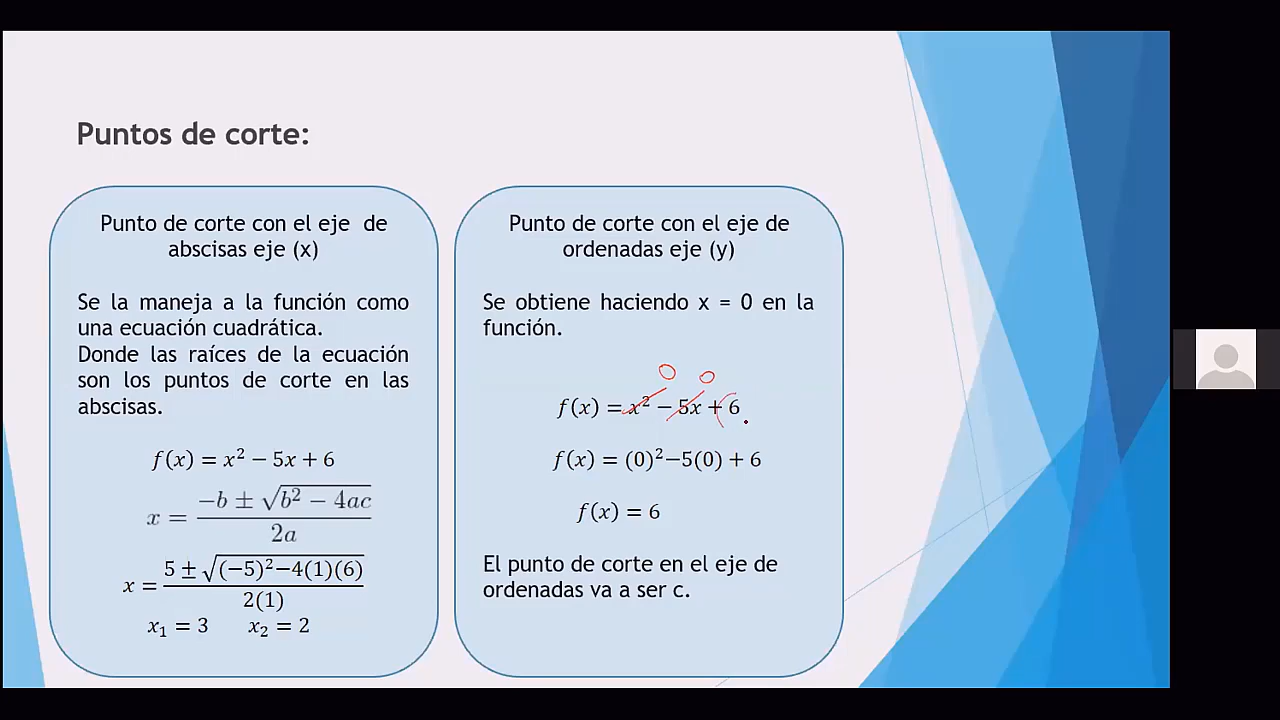 Puntos de corte:
Punto de corte con el eje de
abscisas eje (x)
Se la maneja a la función como
una ecuación cuadrática.
Donde las raíces de la ecuación
son los puntos de corte en las
abscisas.
f(x) = x² − 5x + 6
x = (−b ± √(b² − 4ac)) / 2a
x = (5 ± √((−5)²−4(1)(6))) / 2(1)
x₁ = 3 x₂ = 2
Punto de corte con el eje de
ordenadas eje (y)
Se obtiene haciendo x = 0 en la
función.
0 0
f(x) = x² − 5x + 6
f(x) = (0)²−5(0) + 6
f(x) = 6
El punto de corte en el eje de
ordenadas va a ser c.